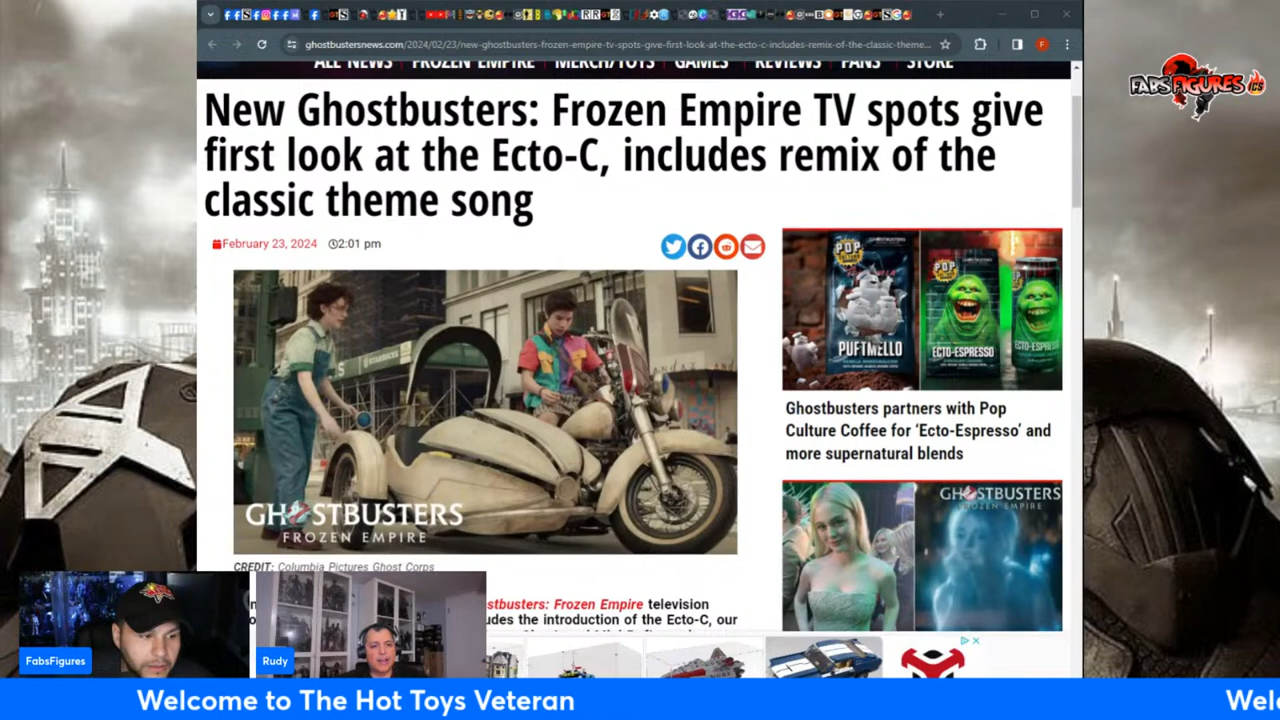 ghostbustersnews.com/2024/02/23/new-ghostbusters-frozen-empire-tv-spots-give-first-look-at-the-ecto-c-includes-remix-of-the-classic-theme...
FABSFIGURES
ALL NEWS FROZEN EMPIRE MERCH/TOYS GAMES REVIEWS FANS STORE
New Ghostbusters: Frozen Empire TV spots give
first look at the Ecto-C, includes remix of the
classic theme song
February 23, 2024 2:01 pm
STARBUCKS
GHOSTBUSTERS
FROZEN EMPIRE
CREDIT: Columbia Pictures Ghost Corps
stbusters: Frozen Empire television
udes the introduction of the Ecto-C, our
POP
PUFTMELLO
POP
ECTO-ESPRESSO
ECTO-ESPRE
Ghostbusters partners with Pop
Culture Coffee for ‘Ecto-Espresso’ and
more supernatural blends
GHOSTBUSTERS
FROZEN EMPIRE
FabsFigures
Rudy
Welcome to The Hot Toys Veteran
Welc